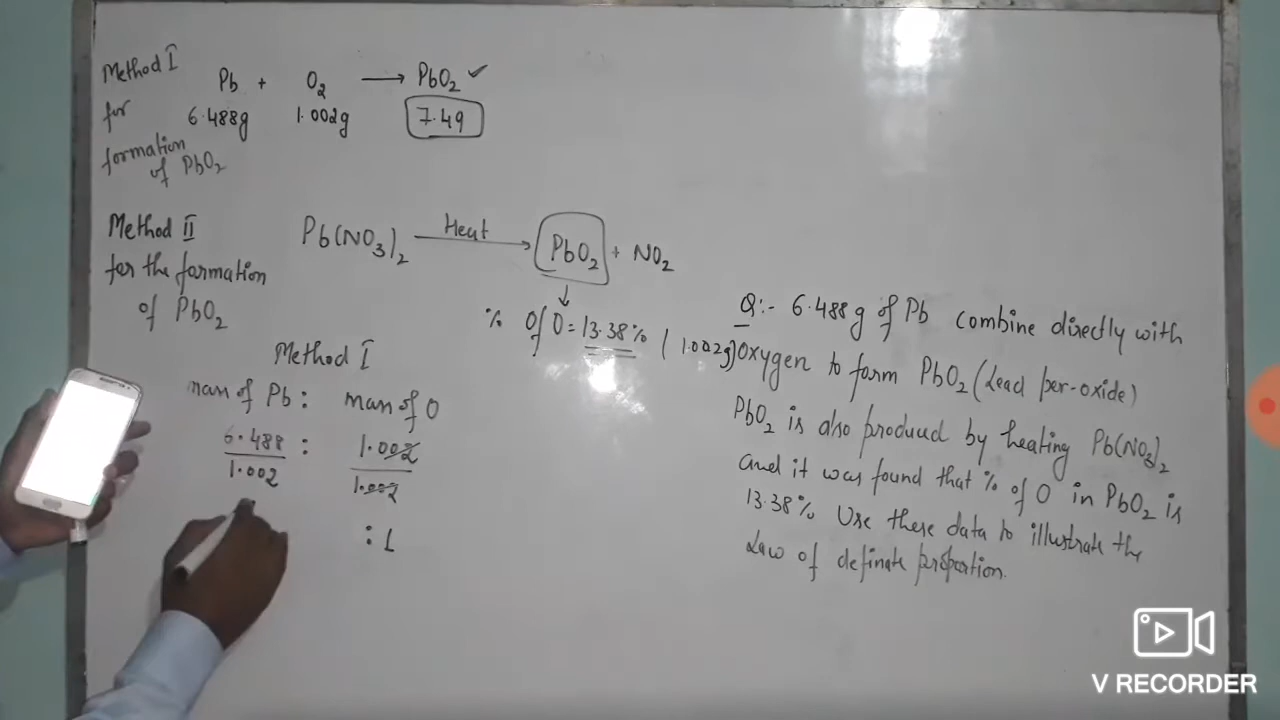 Method I
Pb + O2 → PbO2 ✓
for 6.488g 1.002g 7.49
formation
of PbO2
Method II
for the formation
of PbO2
Pb(NO3)2 Heat → PbO2 + NO2
% of O = 13.38%
Method I
mass of Pb : mass of O
6.488 : 1.002
1.002 1.002
: 1
Q:- 6.488g of Pb combine directly with
(1.002g) Oxygen to form PbO2 (Lead per-oxide)
PbO2 is also produed by heating Pb(NO3)2
and it was found that % of O in PbO2 is
13.38% Use these data to illustrate the
Law of definate proportion.
V RECORDER